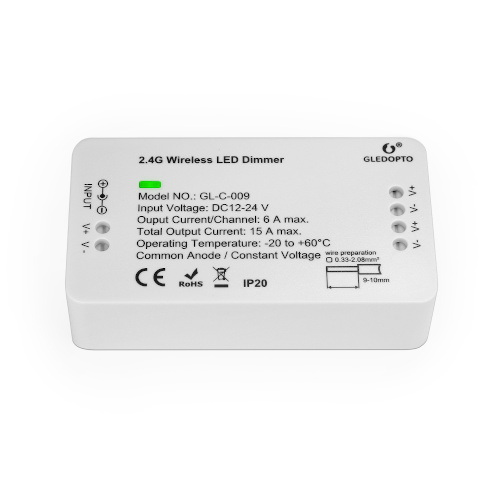 2.4G Wireless LED Dimmer
GLEDOPTO
Model NO.: GL-C-009
Input Voltage: DC12-24 V
Oput Current/Channel: 6 A max.
Total Output Current: 15 A max.
Operating Temperature: -20 to +60°C
Common Anode / Constant Voltage
wire preparation
0.33-2.08mm²
9-10mm
CE
RoHS
IP20
INPUT
V+
V-
V+
V-
V+
V-